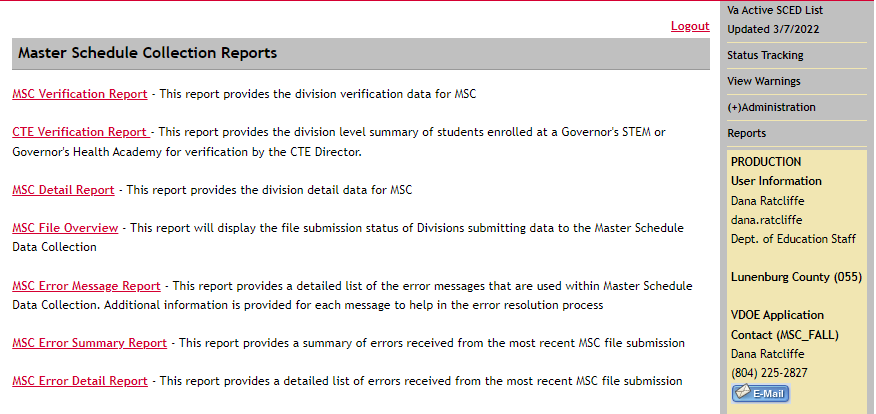 Logout
Master Schedule Collection Reports
MSC Verification Report - This report provides the division verification data for MSC
CTE Verification Report - This report provides the division level summary of students enrolled at a Governor's STEM or
Governor's Health Academy for verification by the CTE Director.
MSC Detail Report - This report provides the division detail data for MSC
MSC File Overview - This report will display the file submission status of Divisions submitting data to the Master Schedule
Data Collection
MSC Error Message Report - This report provides a detailed list of the error messages that are used within Master Schedule
Data Collection. Additional information is provided for each message to help in the error resolution process
MSC Error Summary Report - This report provides a summary of errors received from the most recent MSC file submission
MSC Error Detail Report - This report provides a detailed list of errors received from the most recent MSC file submission
Va Active SCED List
Updated 3/7/2022
Status Tracking
View Warnings
(+)Administration
Reports
PRODUCTION
User Information
Dana Ratcliffe
dana.ratcliffe
Dept. of Education Staff
Lunenburg County (055)
VDOE Application
Contact (MSC_FALL)
Dana Ratcliffe
(804) 225-2827
E-Mail